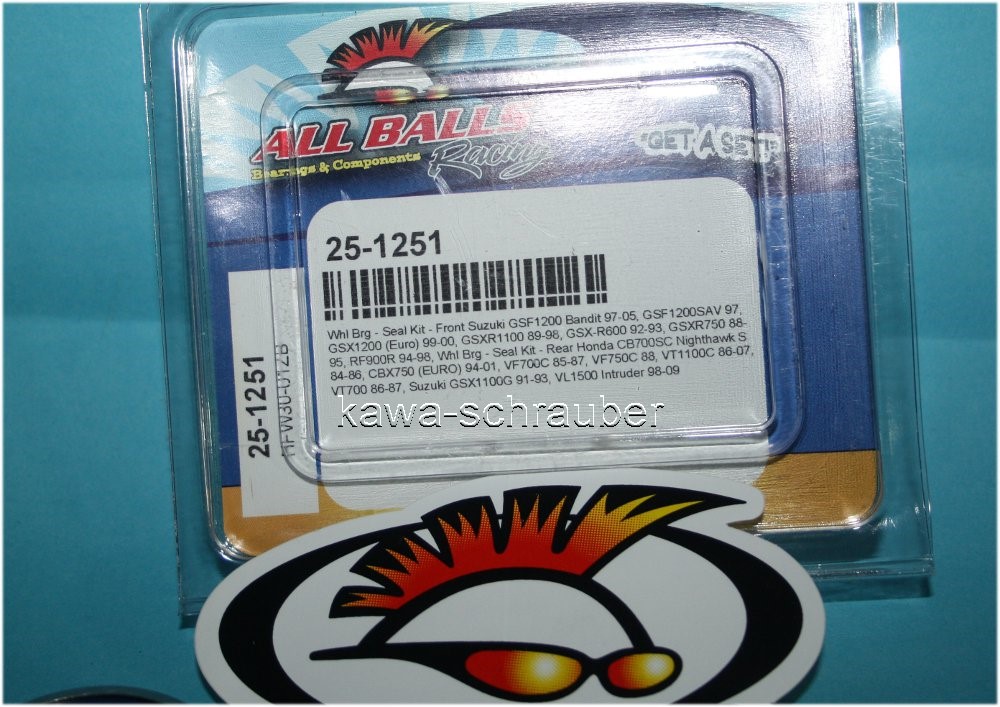 ALL BALLS
Racing
Bearings & Components
"GET A SET"
25-1251
Whl Brg - Seal Kit - Front Suzuki GSF1200 Bandit 97-05, GSF1200SAV 97,
GSX1200 (Euro) 99-00, GSXR1100 89-98, GSX-R600 92-93, GSXR750 88-
95, RF900R 94-98, Whl Brg - Seal Kit - Rear Honda CB700SC Nighthawk S
84-86, CBX750 (EURO) 94-01, VF700C 85-87, VF750C 88, VT1100C 86-07,
VT700 86-87, Suzuki GSX1100G 91-93, VL1500 Intruder 98-09
kawa-schrauber
25-1251